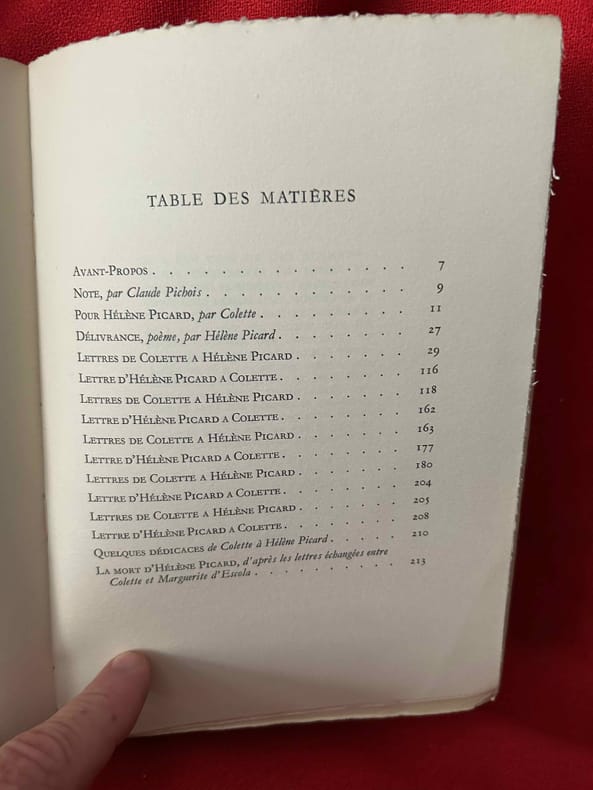 TABLE DES MATIÈRES
AVANT-PROPOS . . . . . . . . . . . . . . . 7
NOTE, par Claude Pichois . . . . . . . . . . . . 9
POUR HÉLÈNE PICARD, par Colette . . . . . . . . . 11
DÉLIVRANCE, poème, par Hélène Picard . . . . . . . . 27
LETTRES DE COLETTE A HÉLÈNE PICARD . . . . . . . 29
LETTRE D'HÉLÈNE PICARD A COLETTE . . . . . . . . 116
LETTRES DE COLETTE A HÉLÈNE PICARD . . . . . . . 118
LETTRE D'HÉLÈNE PICARD A COLETTE . . . . . . . . 162
LETTRES DE COLETTE A HÉLÈNE PICARD . . . . . . . 163
LETTRE D'HÉLÈNE PICARD A COLETTE . . . . . . . . 177
LETTRES DE COLETTE A HÉLÈNE PICARD . . . . . . . 180
LETTRE D'HÉLÈNE PICARD A COLETTE . . . . . . . . 204
LETTRES DE COLETTE A HÉLÈNE PICARD . . . . . . . 205
LETTRE D'HÉLÈNE PICARD A COLETTE . . . . . . . . 208
QUELQUES DÉDICACES de Colette à Hélène Picard . . . . . 210
LA MORT D'HÉLÈNE PICARD, d'après les lettres échangées entre
Colette et Marguerite d'Escola . . . . . . . . . 213